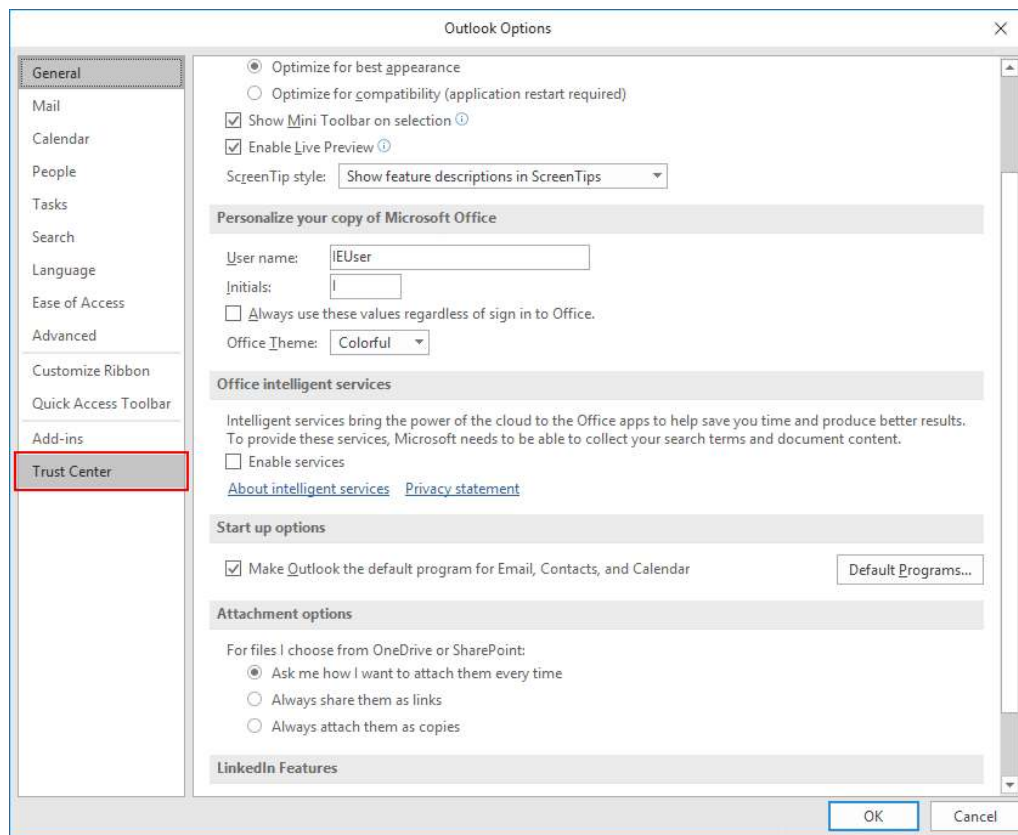 Outlook Options
General
Mail
Calendar
People
Tasks
Search
Language
Ease of Access
Advanced
Customize Ribbon
Quick Access Toolbar
Add-ins
Trust Center
Optimize for best appearance
Optimize for compatibility (application restart required)
Show Mini Toolbar on selection
Enable Live Preview
ScreenTip style: Show feature descriptions in ScreenTips
Personalize your copy of Microsoft Office
User name: IEUser
Initials: I
Always use these values regardless of sign in to Office.
Office Theme: Colorful
Office intelligent services
Intelligent services bring the power of the cloud to the Office apps to help save you time and produce better results.
To provide these services, Microsoft needs to be able to collect your search terms and document content.
Enable services
About intelligent services Privacy statement
Start up options
Make Outlook the default program for Email, Contacts, and Calendar Default Programs...
Attachment options
For files I choose from OneDrive or SharePoint:
Ask me how I want to attach them every time
Always share them as links
Always attach them as copies
LinkedIn Features
OK Cancel